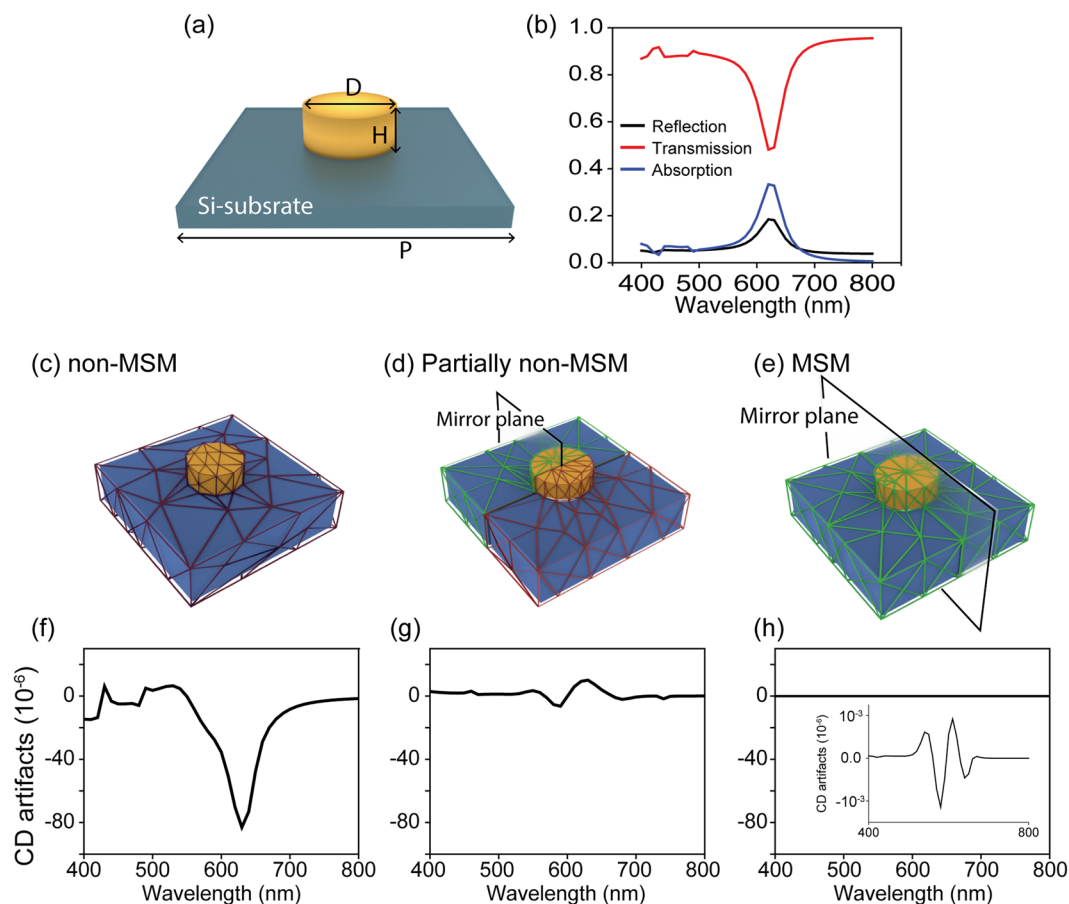 (a)
D
H
Si-subsrate
P
(b)
1.0
0.8
0.6
0.4
0.2
0.0
Reflection
Transmission
Absorption
400 500 600 700 800
Wavelength (nm)
(c) non-MSM
(d) Partially non-MSM
Mirror plane
(e) MSM
Mirror plane
(f)
CD artifacts (10⁻⁶)
0
-40
-80
400 500 600 700 800
Wavelength (nm)
(g)
0
-40
-80
400 500 600 700 800
Wavelength (nm)
(h)
0
-40
-80
CD artifacts (10⁻⁶)
10⁻³
0.0
-10⁻³
400 800
400 500 600 700 800
Wavelength (nm)